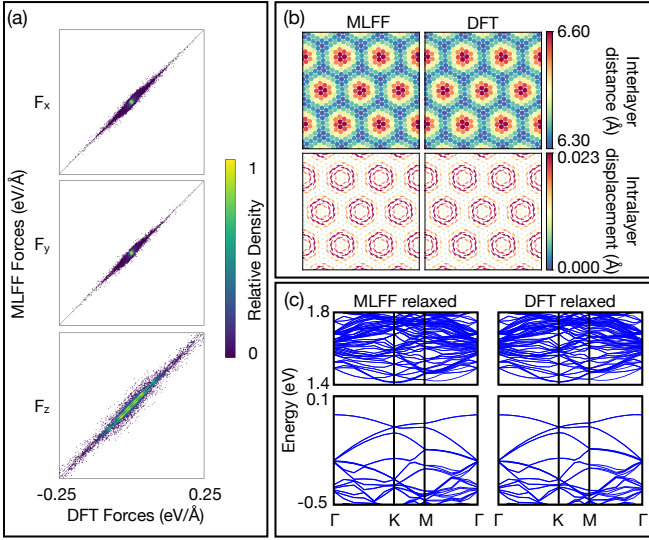 (a)
Fx
Fy
Fz
MLFF Forces (eV/Å)
-0.25
0.25
DFT Forces (eV/Å)
1
0
Relative Density
(b)
MLFF
DFT
6.60
6.30
Interlayer
distance (Å)
0.023
0.000
Intralayer
displacement (Å)
(c)
MLFF relaxed
DFT relaxed
1.8
1.4
0.1
-0.5
Energy (eV)
Γ K M Γ Γ K M Γ